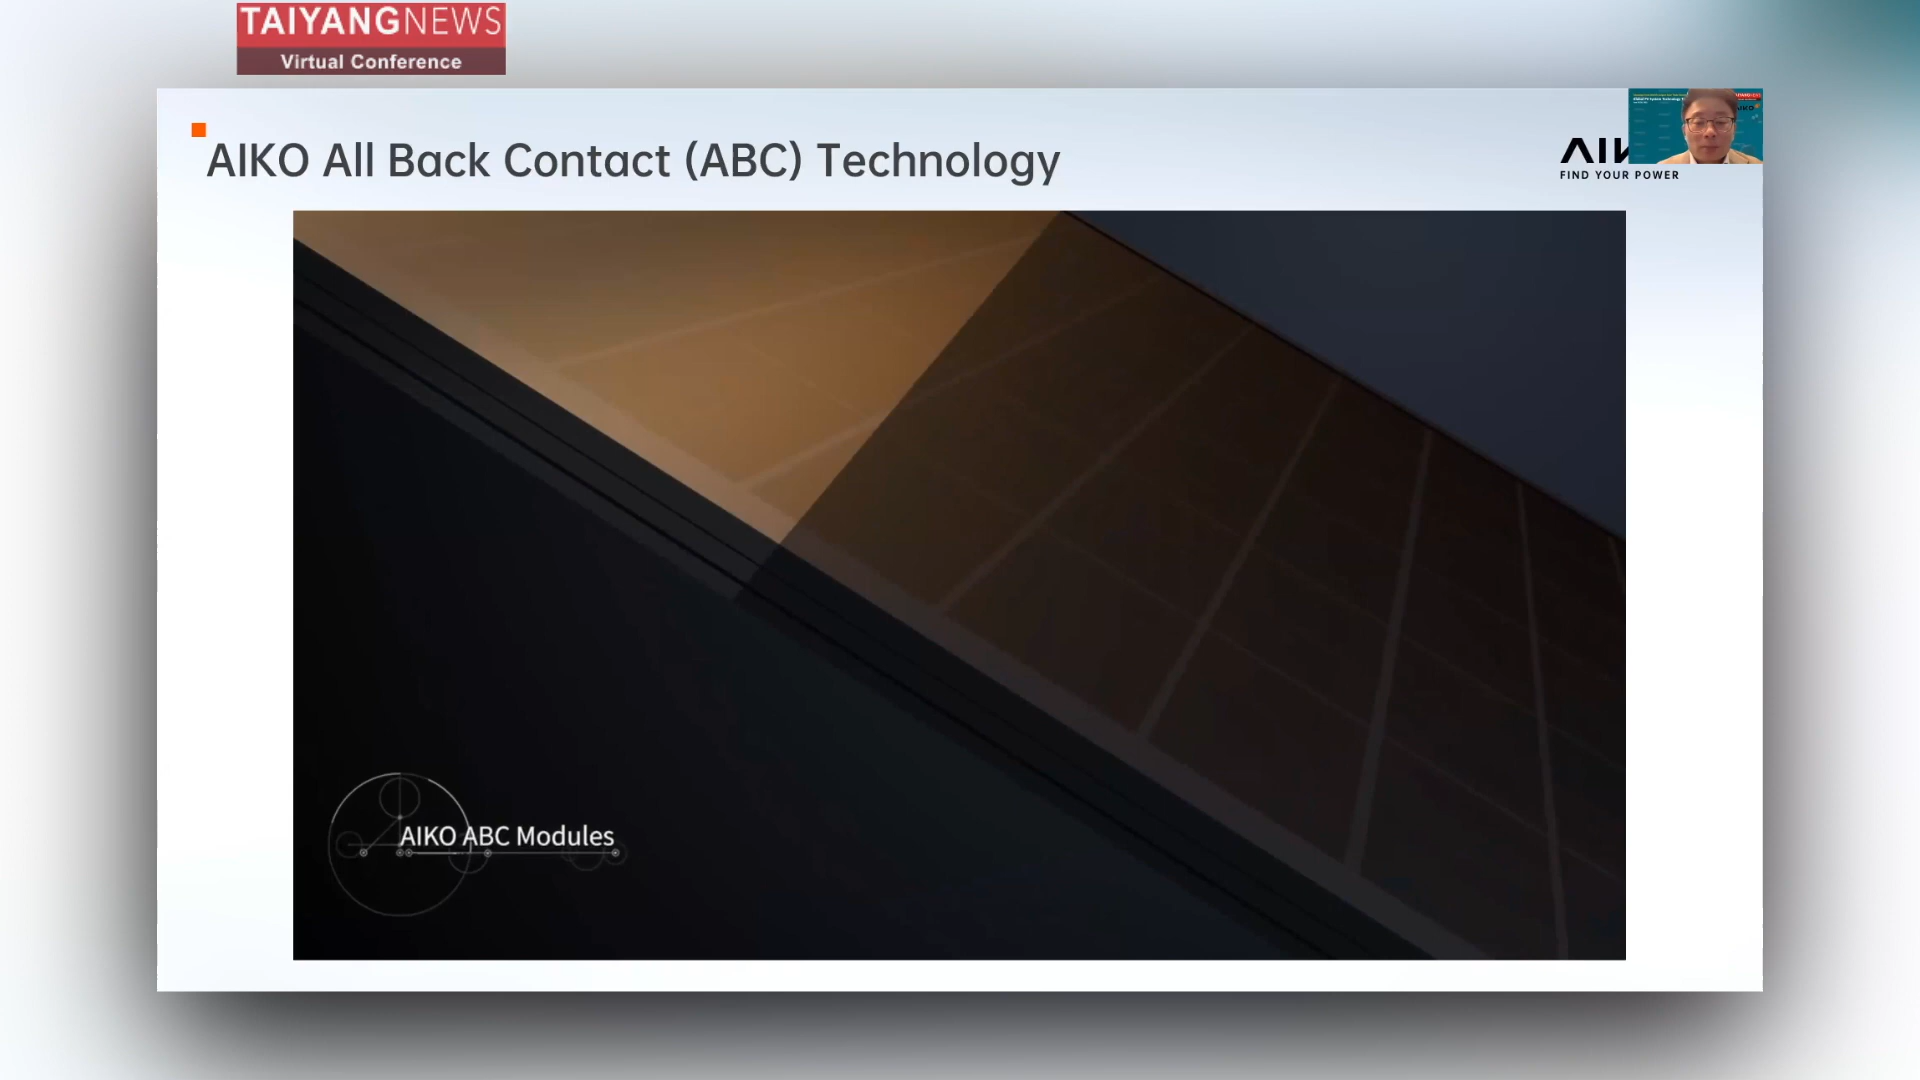 TAIYANGNEWS
Virtual Conference
AIKO All Back Contact (ABC) Technology
FIND YOUR POWER
AIKO ABC Modules